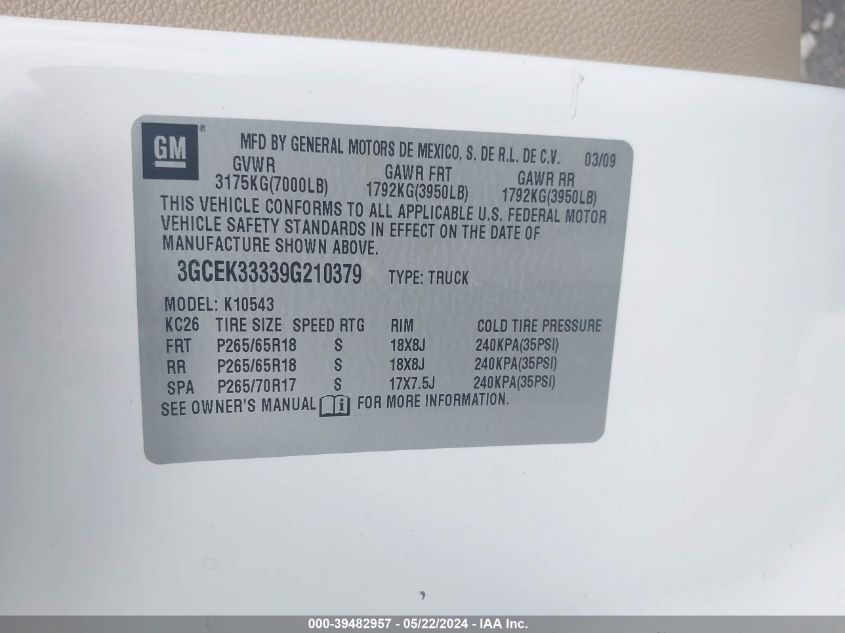 GM ® MFD BY GENERAL MOTORS DE MEXICO, S. DE R.L. DE C.V. 03/09
GVWR GAWR FRT GAWR RR
3175KG(7000LB) 1792KG(3950LB) 1792KG(3950LB)
THIS VEHICLE CONFORMS TO ALL APPLICABLE U.S. FEDERAL MOTOR
VEHICLE SAFETY STANDARDS IN EFFECT ON THE DATE OF
MANUFACTURE SHOWN ABOVE.
3GCEK33339G210379 TYPE: TRUCK
MODEL: K10543
KC26 TIRE SIZE SPEED RTG RIM COLD TIRE PRESSURE
FRT P265/65R18 S 18X8J 240KPA(35PSI)
RR P265/65R18 S 18X8J 240KPA(35PSI)
SPA P265/70R17 S 17X7.5J 240KPA(35PSI)
SEE OWNER'S MANUAL i FOR MORE INFORMATION.
000-39482957 - 05/22/2024 - IAA Inc.